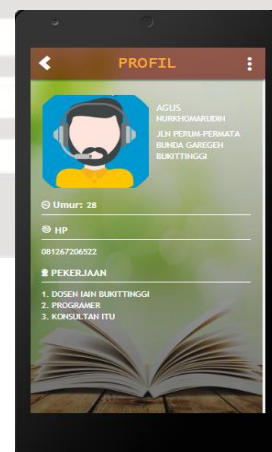 PROFIL
AGUS
NURKHOMARUDIN
JLN PERUM-PERMATA
BUNDA GAREGEH
BUKITTINGGI
Umur: 28
HP
081267206522
PEKERJAAN
1. DOSEN IAIN BUKITTINGGI
2. PROGRAMER
3. KONSULTAN ITU